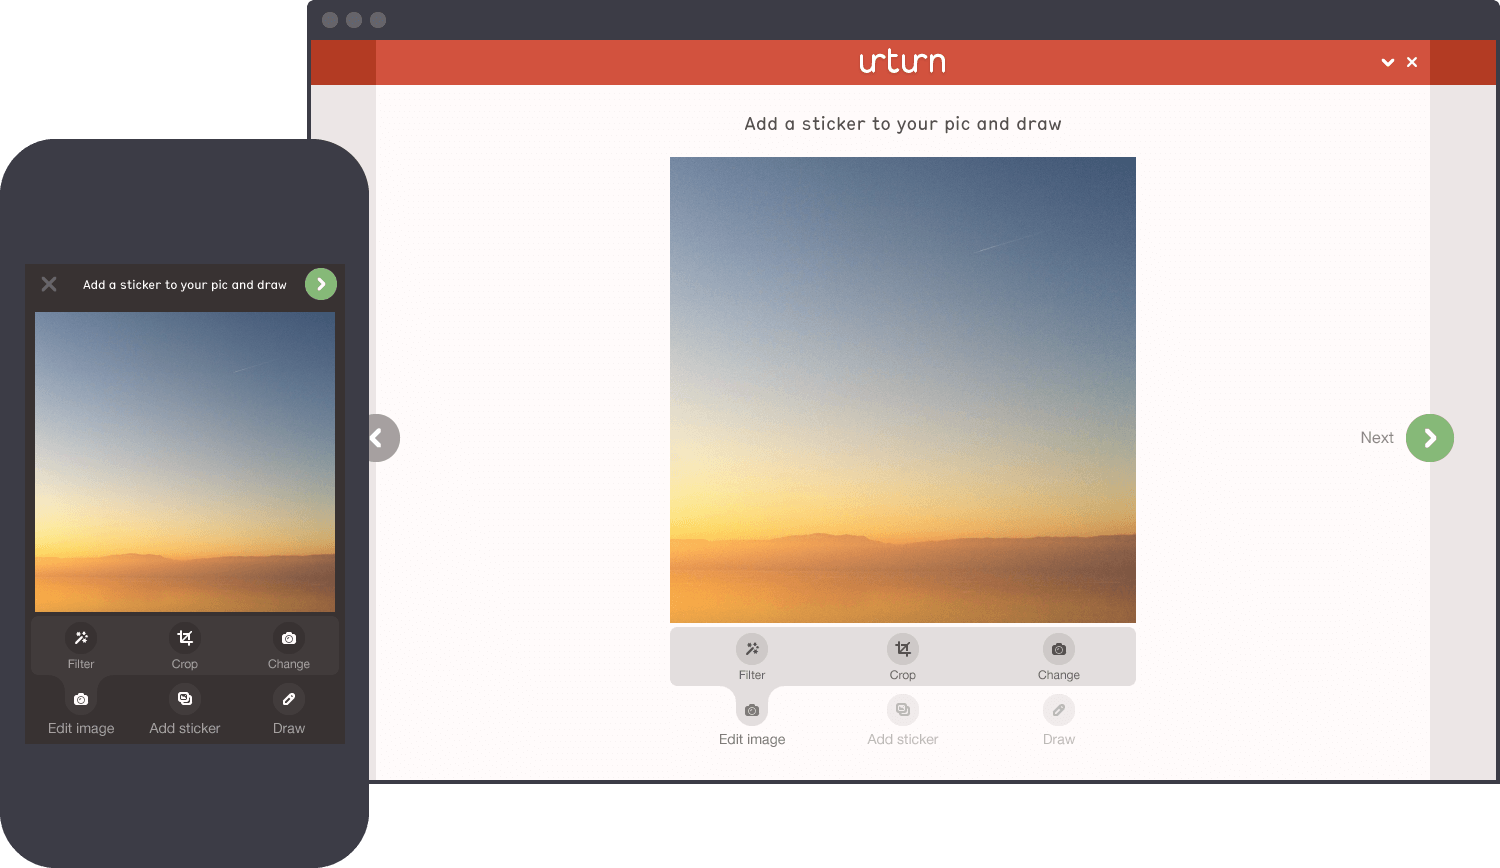 urturn
Add a sticker to your pic and draw
Next
Filter Crop Change
Edit image Add sticker Draw
Add a sticker to your pic and draw
Filter Crop Change
Edit image Add sticker Draw